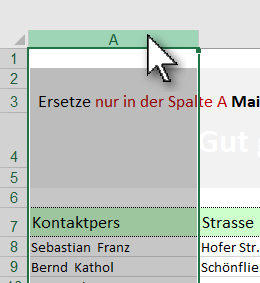 A
1
2
3 Ersetze nur in der Spalte A Mai
4 Gut
5
6
7 Kontaktpers Strasse
8 Sebastian Franz Hofer Str.
9 Bernd Kathol Schönflie